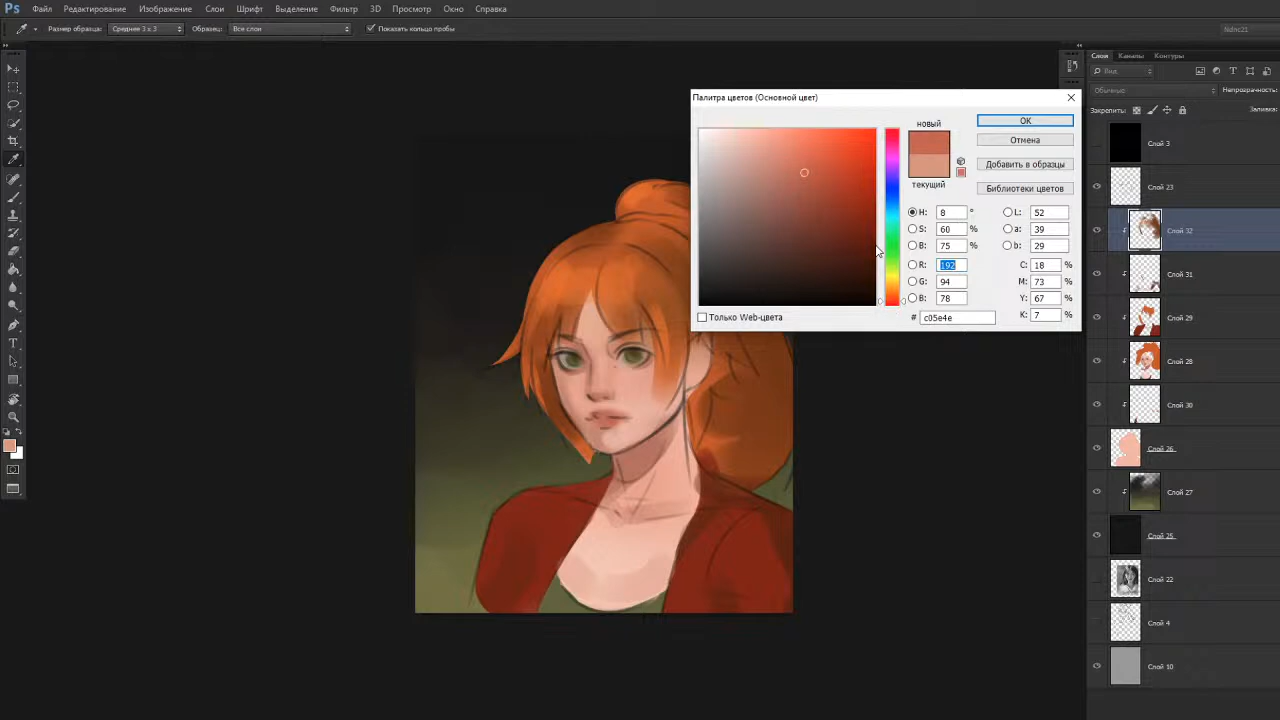 Ps Файл Редактирование Изображение Слои Шрифт Выделение Фильтр 3D Просмотр Окно Справка
Размер образца: Среднее 3 x 3 Образец: Все слои Показать кольцо пробы Ndnc21
Слои Каналы Контуры
Вид
Обычные Непрозрачность:
Закрепить: Заливка:
Слой 3
Слой 23
Слой 32
Слой 31
Слой 29
Слой 28
Слой 30
Слой 26
Слой 27
Слой 25
Слой 22
Слой 4
Слой 10
Палитра цветов (Основной цвет)
новый
текущий
OK
Отмена
Добавить в образцы
Библиотеки цветов
H: 8 ° L: 52
S: 60 % a: 39
B: 75 % b: 29
R: 192 C: 18 %
G: 94 M: 73 %
B: 78 Y: 67 %
K: 7 %
Только Web-цвета # c05e4e